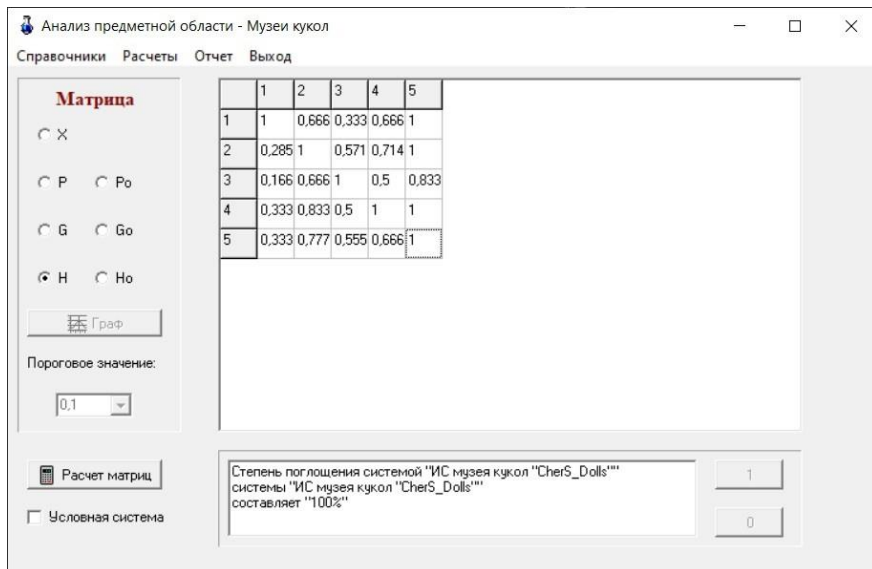 Анализ предметной области - Музеи кукол
Справочники Расчеты Отчет Выход
Матрица
X
P Po
G Go
H Ho
Граф
Пороговое значение:
0,1
Расчет матриц
Условная система
1 2 3 4 5
1 1 0,666 0,333 0,666 1
2 0,285 1 0,571 0,714 1
3 0,166 0,666 1 0,5 0,833
4 0,333 0,833 0,5 1 1
5 0,333 0,777 0,555 0,666 1
Степень поглощения системой "ИС музея кукол "CherS_Dolls""
системы "ИС музея кукол "CherS_Dolls""
составляет "100%"
1
0